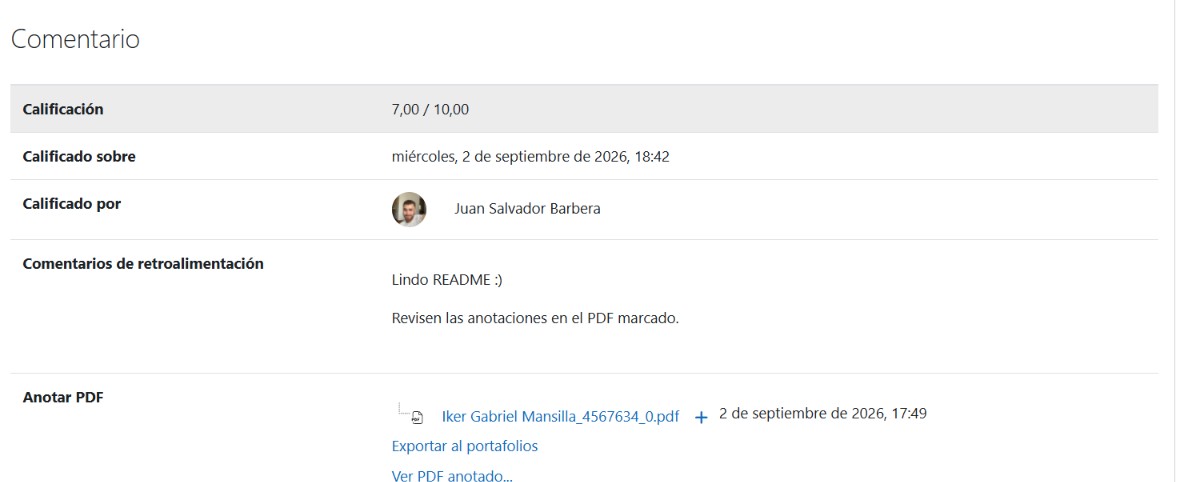 Comentario
Calificación 7,00 / 10,00
Calificado sobre miércoles, 2 de septiembre de 2026, 18:42
Calificado por Juan Salvador Barbera
Comentarios de retroalimentación
Lindo README :)
Revisen las anotaciones en el PDF marcado.
Anotar PDF
Iker Gabriel Mansilla_4567634_0.pdf + 2 de septiembre de 2026, 17:49
Exportar al portafolios
Ver PDF anotado...